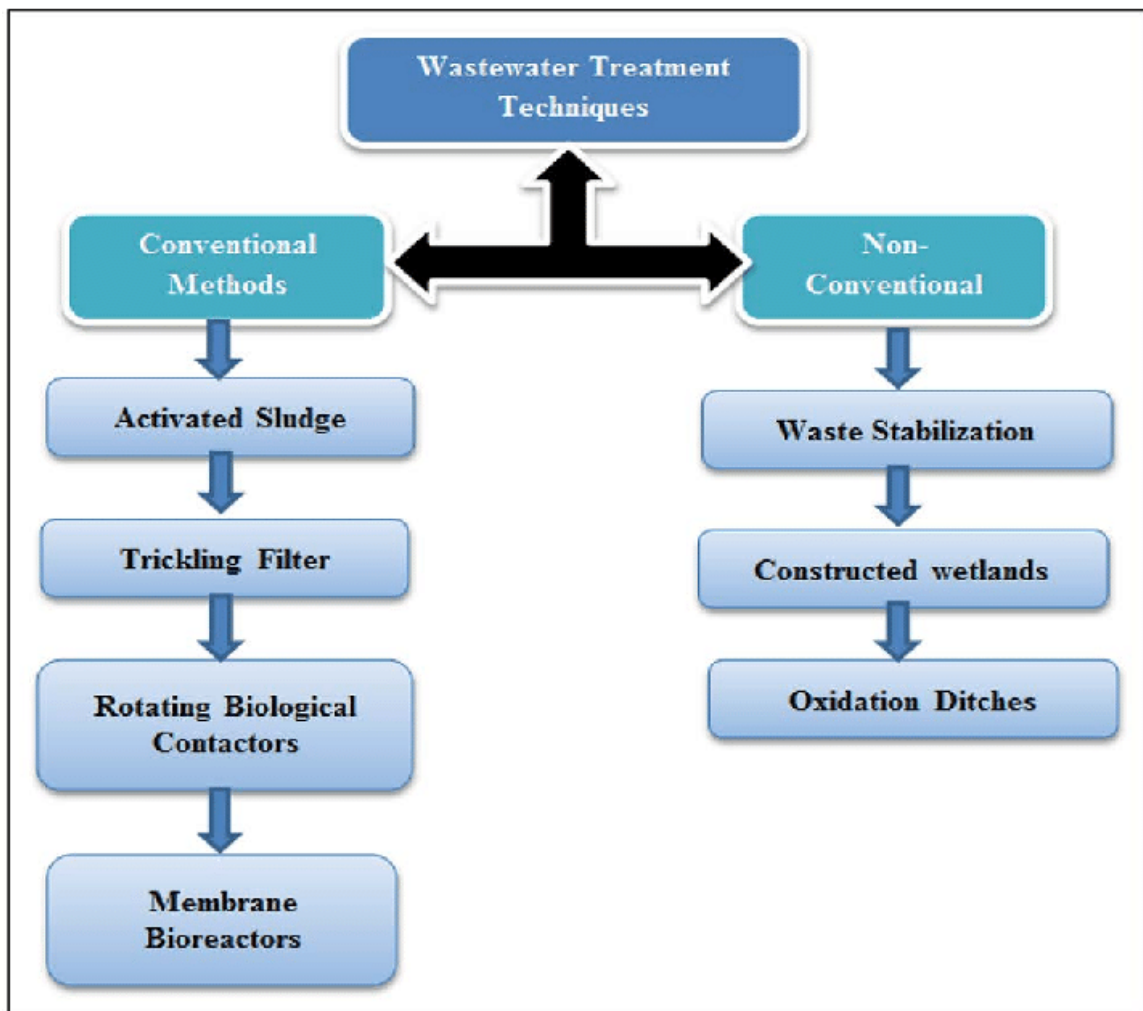 Wastewater Treatment
Techniques
Conventional
Methods
Non-
Conventional
Activated Sludge
Trickling Filter
Rotating Biological
Contactors
Membrane
Bioreactors
Waste Stabilization
Constructed wetlands
Oxidation Ditches